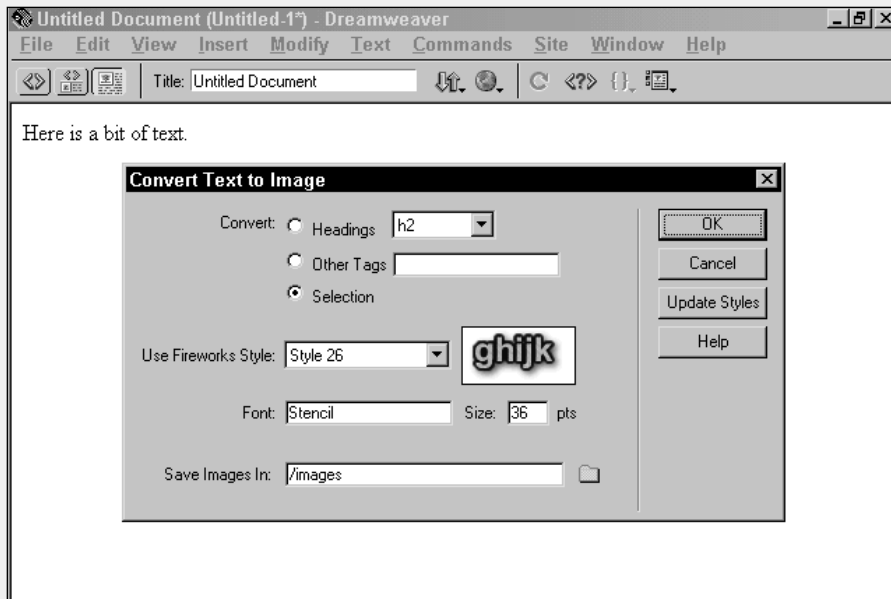 Untitled Document (Untitled-1*) - Dreamweaver
File Edit View Insert Modify Text Commands Site Window Help
Title: Untitled Document
Here is a bit of text.
Convert Text to Image
Convert: Headings h2 OK
Other Tags Cancel
Selection Update Styles
Use Fireworks Style: Style 26 ghijk Help
Font: Stencil Size: 36 pts
Save Images In: /images